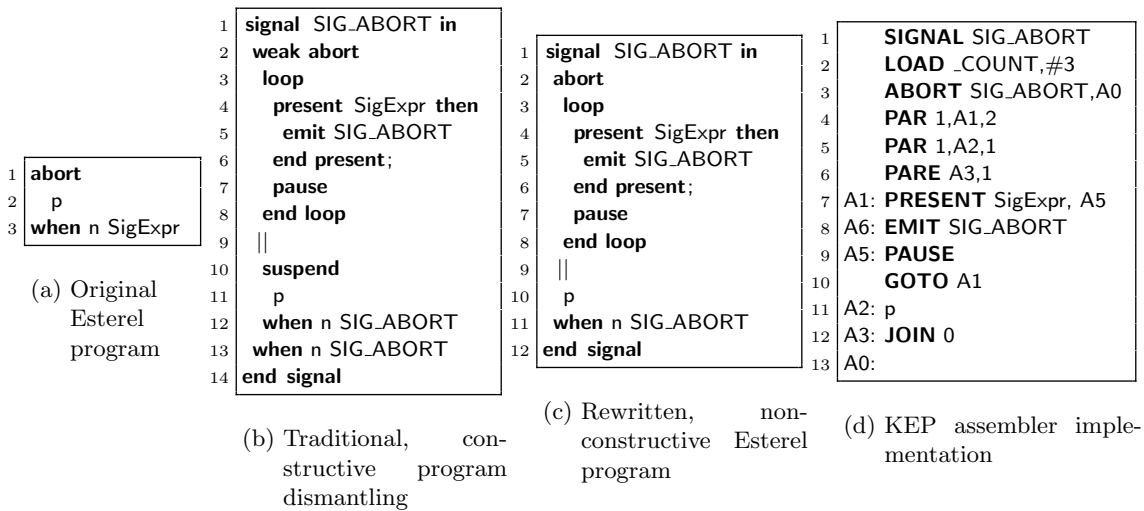 1 abort
2 p
3 when n SigExpr
(a) Original
Esterel
program
1 signal SIG_ABORT in
2 weak abort
3 loop
4 present SigExpr then
5 emit SIG_ABORT
6 end present;
7 pause
8 end loop
9 ||
10 suspend
11 p
12 when n SIG_ABORT
13 when n SIG_ABORT
14 end signal
(b) Traditional, con-
structive program
dismantling
1 signal SIG_ABORT in
2 abort
3 loop
4 present SigExpr then
5 emit SIG_ABORT
6 end present;
7 pause
8 end loop
9 ||
10 p
11 when n SIG_ABORT
12 end signal
(c) Rewritten, non-
constructive Esterel
program
1 SIGNAL SIG_ABORT
2 LOAD _COUNT,#3
3 ABORT SIG_ABORT,A0
4 PAR 1,A1,2
5 PAR 1,A2,1
6 PARE A3,1
7 A1: PRESENT SigExpr, A5
8 A6: EMIT SIG_ABORT
9 A5: PAUSE
10 GOTO A1
11 A2: p
12 A3: JOIN 0
13 A0:
(d) KEP assembler imple-
mentation